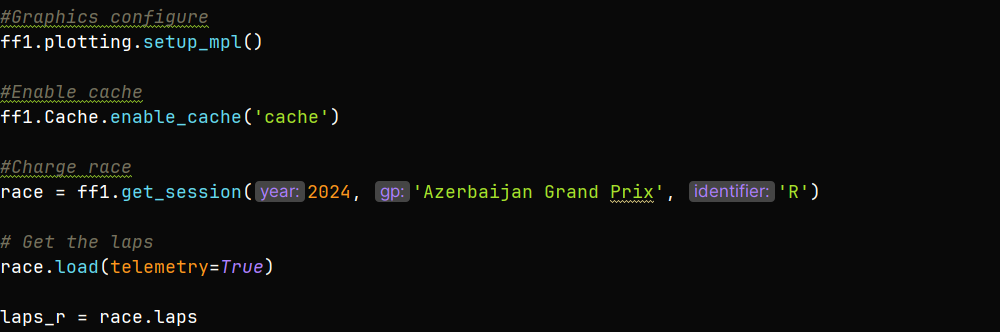 #Graphics configure
ff1.plotting.setup_mpl()
#Enable cache
ff1.Cache.enable_cache('cache')
#Charge race
race = ff1.get_session(year: 2024, gp: 'Azerbaijan Grand Prix', identifier: 'R')
# Get the laps
race.load(telemetry=True)
laps_r = race.laps